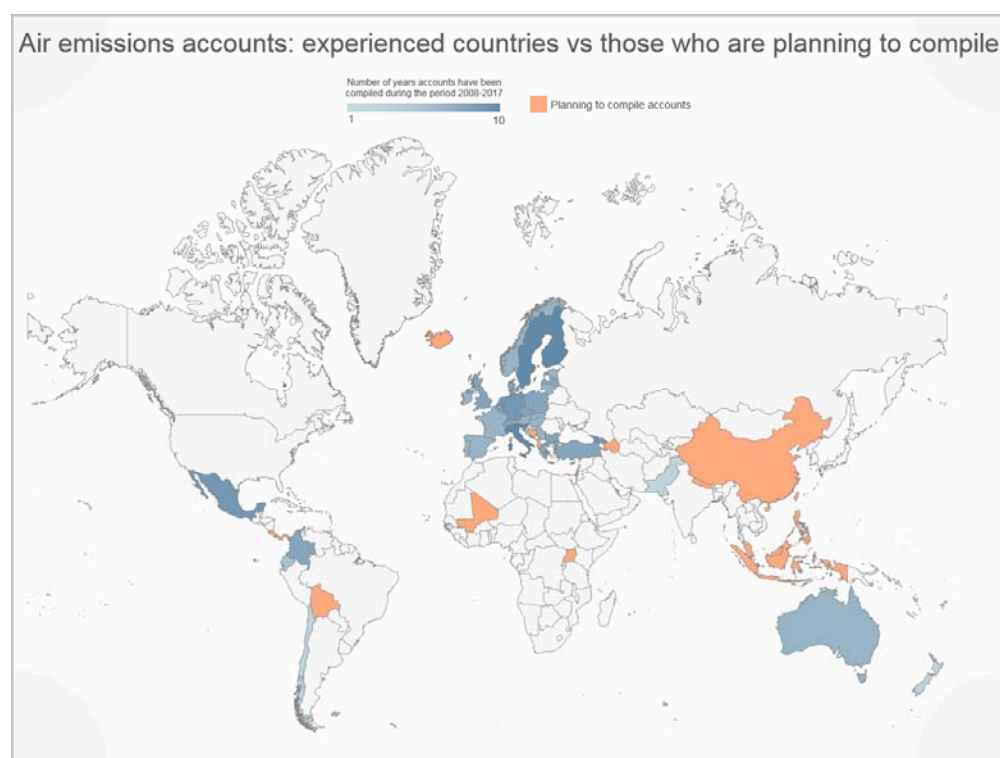 Air emissions accounts: experienced countries vs those who are planning to compile
Number of years accounts have been
compiled during the period 2008-2017
Planning to compile accounts
1
10